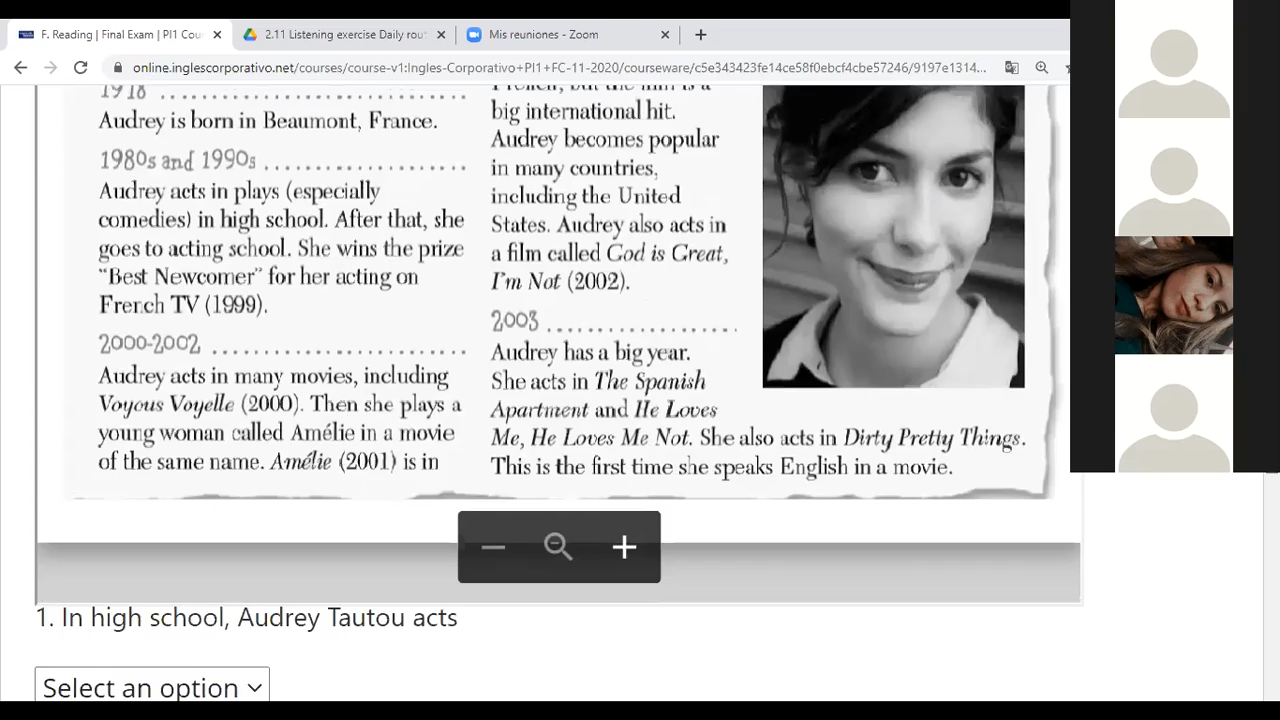 F. Reading | Final Exam | PI1 Cou
2.11 Listening exercise Daily rou
Mis reuniones - Zoom
online.inglescorporativo.net/courses/course-v1:Ingles-Corporativo+PI1+FC-11-2020/courseware/c5e343423fe14ce58f0ebcf4cbe57246/9197e1314...
Audrey is born in Beaumont, France.
1980s and 1990s
Audrey acts in plays (especially
comedies) in high school. After that, she
goes to acting school. She wins the prize
"Best Newcomer" for her acting on
French TV (1999).
2000-2002
Audrey acts in many movies, including
Voyous Voyelle (2000). Then she plays a
young woman called Amélie in a movie
of the same name. Amélie (2001) is in
French, but the film is a
big international hit.
Audrey becomes popular
in many countries,
including the United
States. Audrey also acts in
a film called God is Great,
I'm Not (2002).
2003
Audrey has a big year.
She acts in The Spanish
Apartment and He Loves
Me, He Loves Me Not. She also acts in Dirty Pretty Things.
This is the first time she speaks English in a movie.
1. In high school, Audrey Tautou acts
Select an option